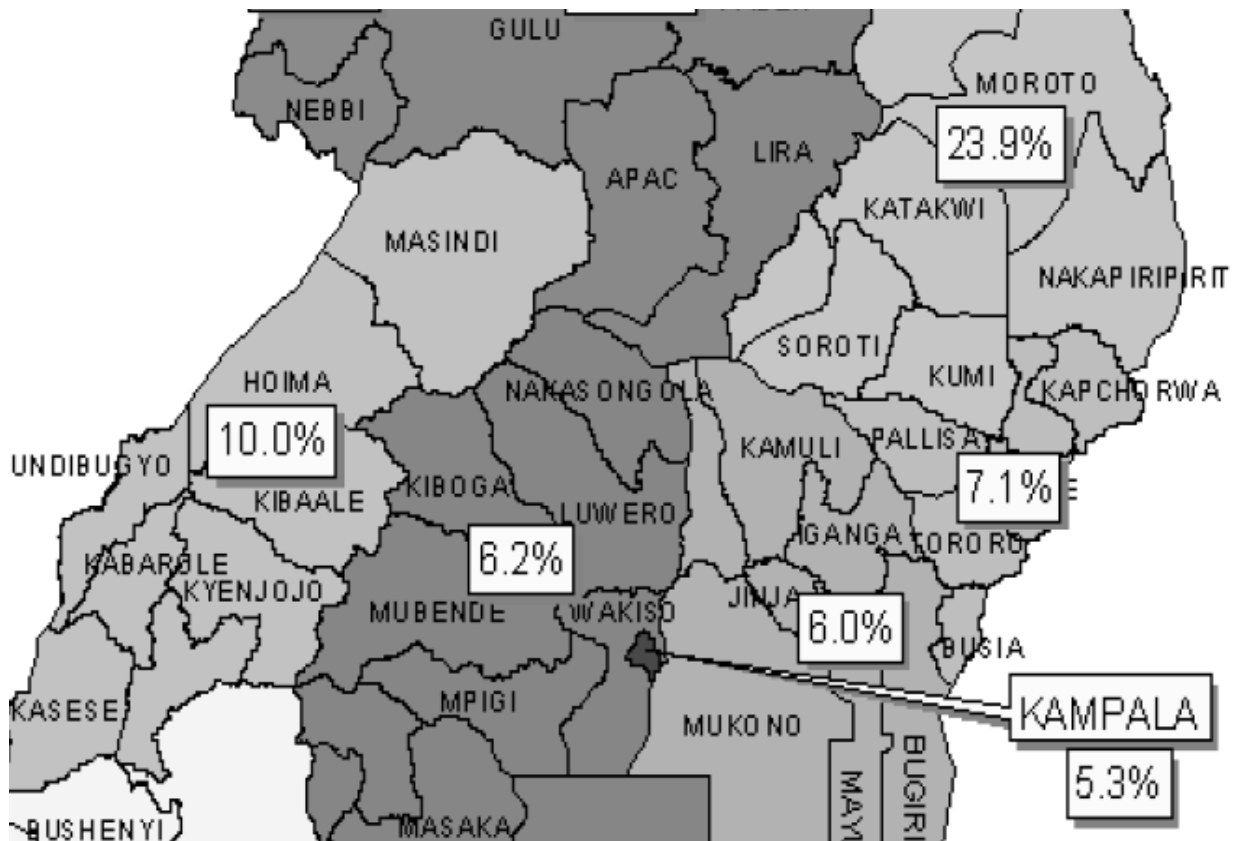 GULU
MOROTO
NEBBI
23.9%
LIRA
APAC
KATAKWI
MASINDI
NAKAPIRIPIRIT
SOROTI
HOIMA
KUMI
NAKASONGOLA
KAPCHORWA
10.0%
KAMULI
PALLISA
UNDIBUGYO
KIBOGA
7.1%
E
KIBAALE
LUWERO
IGANGA
TORORO
6.2%
KABAROLE
KYENJOJO
MUBENDE
WAKISO
JINJA
6.0%
BUSIA
KASESE
MPIGI
MUKONO
KAMPALA
BUGIRI
MAY
5.3%
BUSHENYI
MASAKA